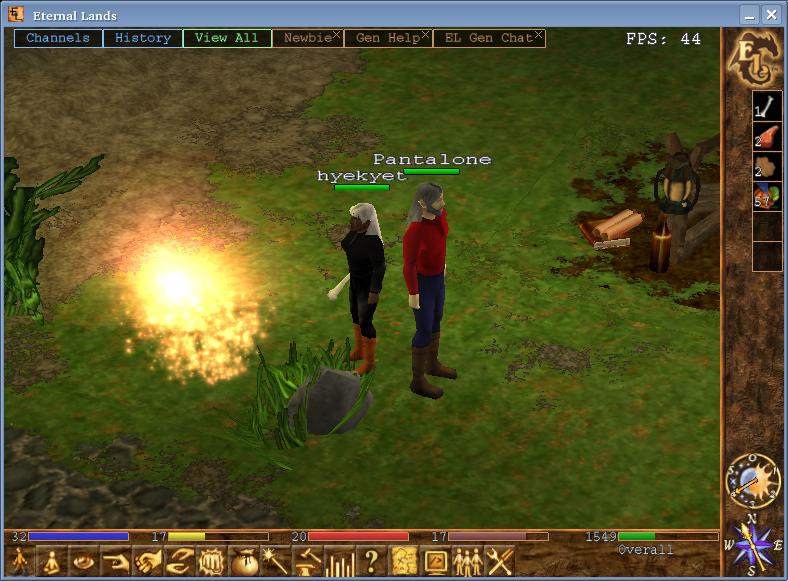 Eternal Lands
Channels History View All Newbie Gen Help EL Gen Chat FPS: 44
Pantalone
hyekyet
1
2
2
57
32 17 20 17 1549
Overall
N
W E
S